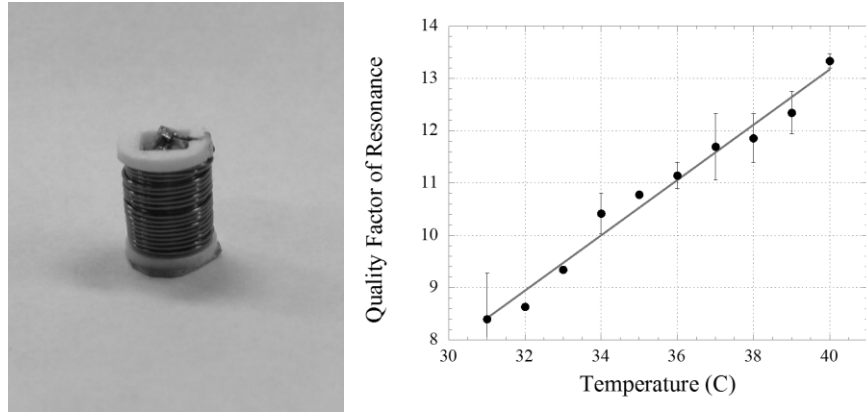 Quality Factor of Resonance
14
13
12
11
10
9
8
30 32 34 36 38 40
Temperature (C)